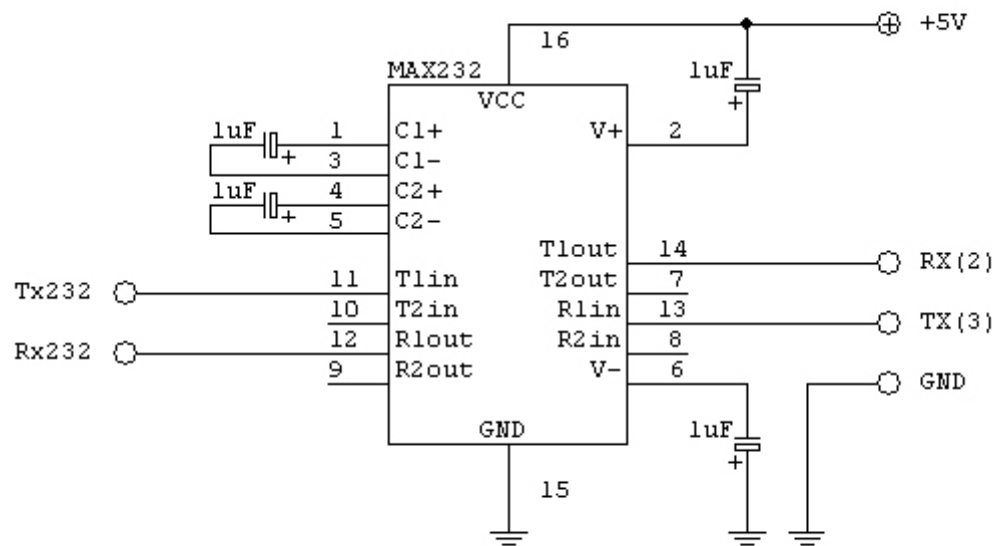 +5V
16
MAX232
1uF
VCC
+
1uF
1
C1+
V+
2
+
3
C1-
1uF
4
C2+
+
5
C2-
T1out
14
RX(2)
Tx232
11
T1in
T2out
7
10
T2in
R1in
13
TX(3)
Rx232
12
R1out
R2in
8
9
R2out
V-
6
GND
GND
1uF
+
15